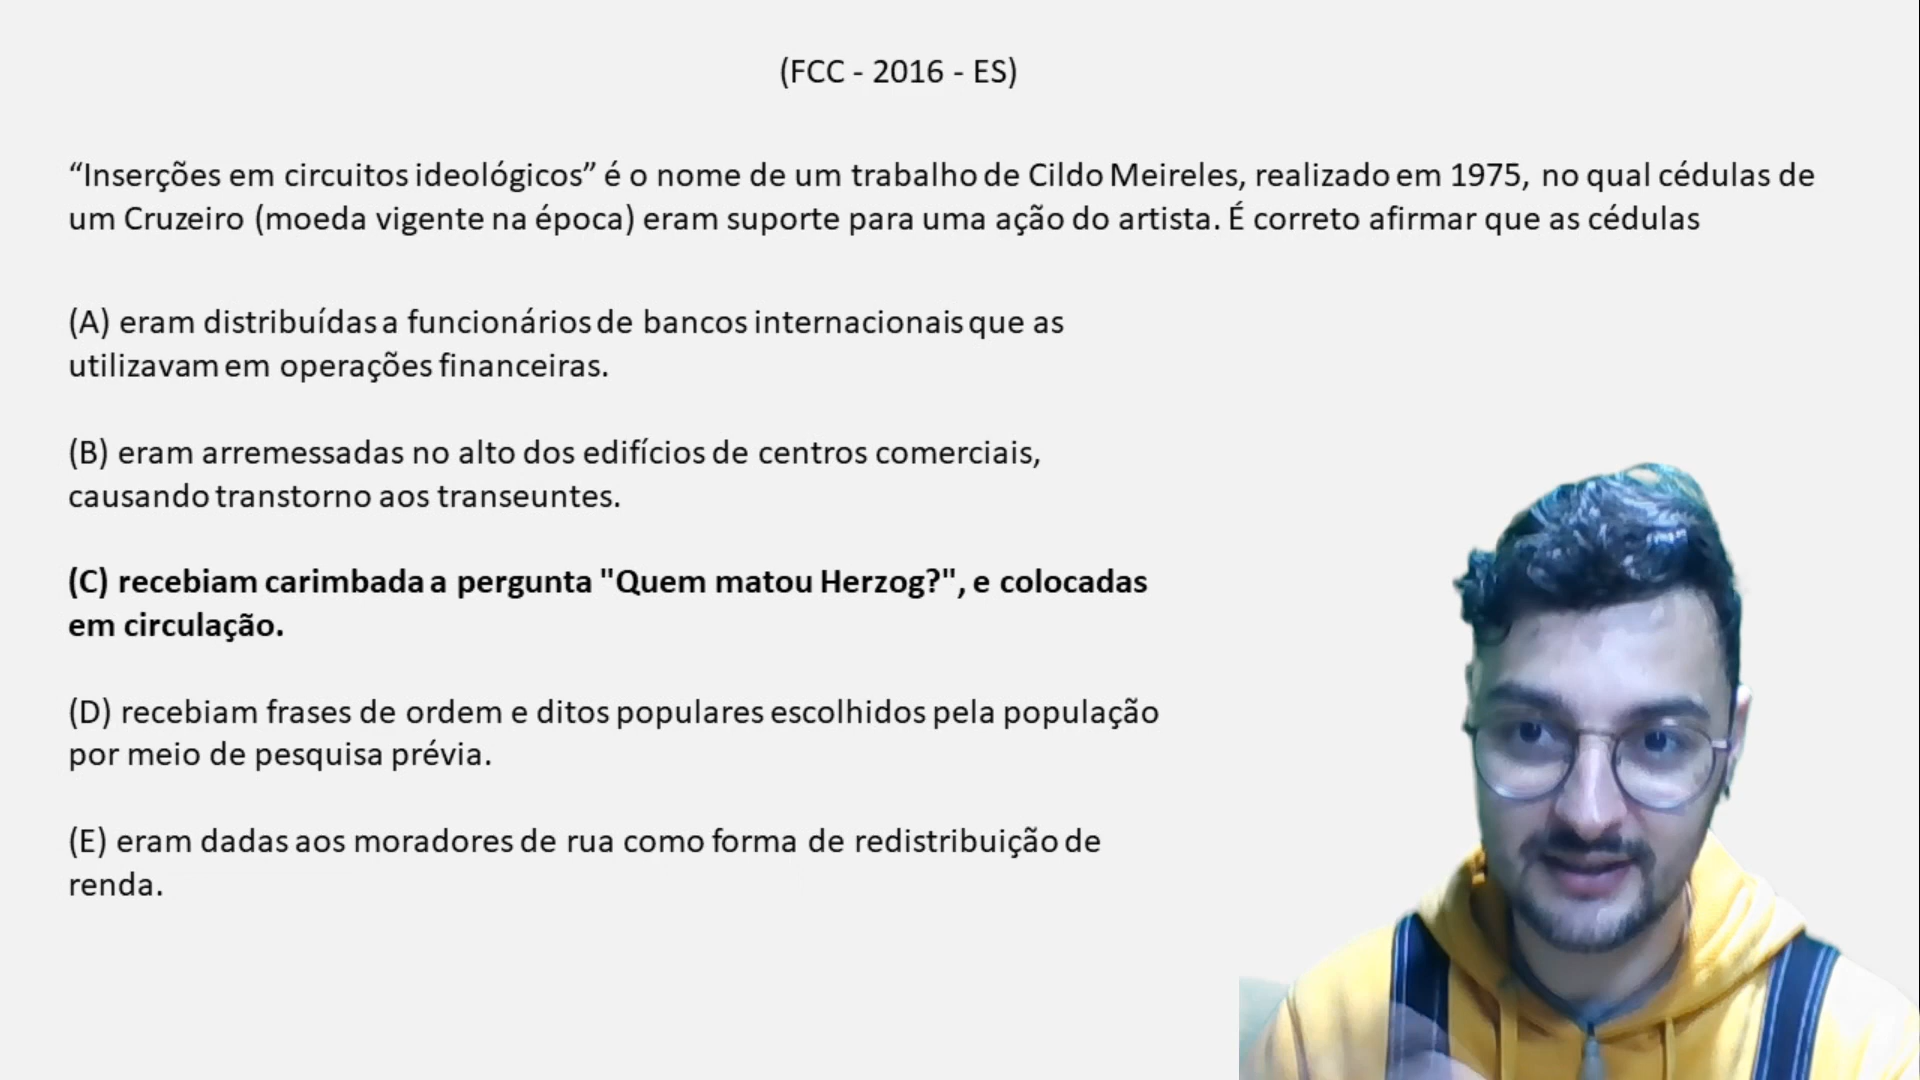 (FCC - 2016 - ES)
“Inserções em circuitos ideológicos” é o nome de um trabalho de Cildo Meireles, realizado em 1975, no qual cédulas de
um Cruzeiro (moeda vigente na época) eram suporte para uma ação do artista. É correto afirmar que as cédulas
(A) eram distribuídas a funcionários de bancos internacionais que as
utilizavam em operações financeiras.
(B) eram arremessadas no alto dos edifícios de centros comerciais,
causando transtorno aos transeuntes.
(C) recebiam carimbada a pergunta "Quem matou Herzog?", e colocadas
em circulação.
(D) recebiam frases de ordem e ditos populares escolhidos pela população
por meio de pesquisa prévia.
(E) eram dadas aos moradores de rua como forma de redistribuição de
renda.